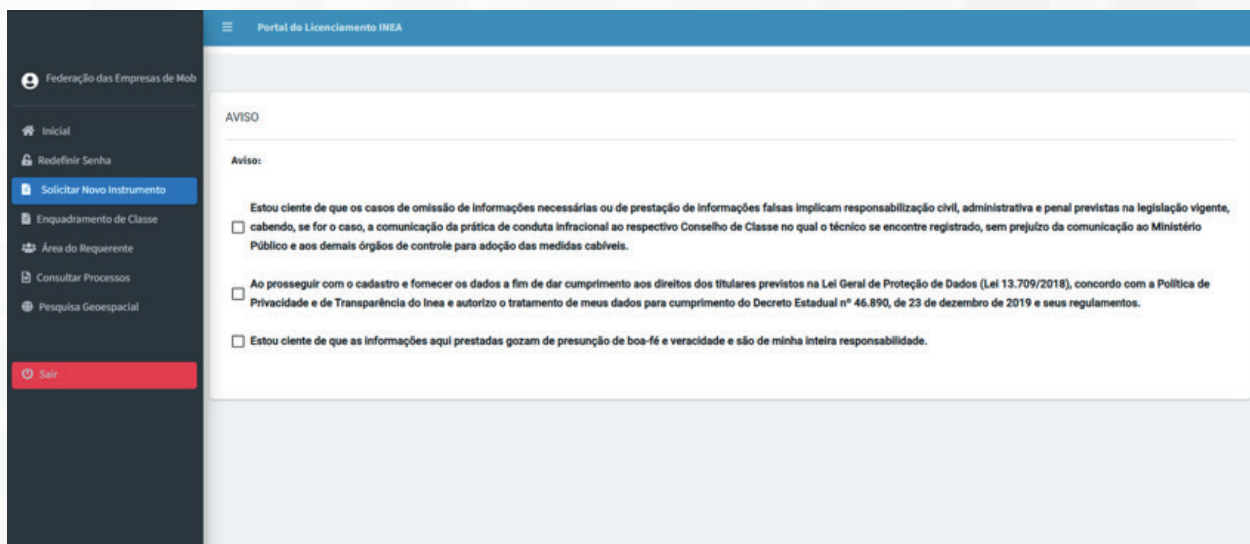 Portal do Licenciamento INEA
Federação das Empresas de Mob
Inicial
Redefinir Senha
Solicitar Novo Instrumento
Enquadramento de Classe
Área do Requerente
Consultar Processos
Pesquisa Geoespacial
Sair
AVISO
Aviso:
Estou ciente de que os casos de omissão de informações necessárias ou de prestação de informações falsas implicam responsabilização civil, administrativa e penal previstas na legislação vigente,
cabendo, se for o caso, a comunicação da prática de conduta infracional ao respectivo Conselho de Classe no qual o técnico se encontre registrado, sem prejuízo da comunicação ao Ministério
Público e aos demais órgãos de controle para adoção das medidas cabíveis.
Ao prosseguir com o cadastro e fornecer os dados a fim de dar cumprimento aos direitos dos titulares previstos na Lei Geral de Proteção de Dados (Lei 13.709/2018), concordo com a Política de
Privacidade e de Transparência do Inea e autorizo o tratamento de meus dados para cumprimento do Decreto Estadual nº 46.890, de 23 de dezembro de 2019 e seus regulamentos.
Estou ciente de que as informações aqui prestadas gozam de presunção de boa-fé e veracidade e são de minha inteira responsabilidade.